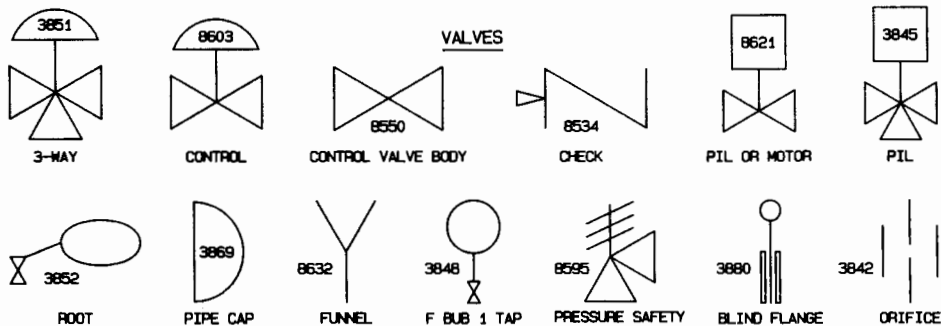 VALVES
3851
8603
8550
8534
8621
3845
3-WAY
CONTROL
CONTROL VALVE BODY
CHECK
PIL OR MOTOR
PIL
3852
3869
8632
3848
8595
3880
3842
ROOT
PIPE CAP
FUNNEL
F BUB 1 TAP
PRESSURE SAFETY
BLIND FLANGE
ORIFICE